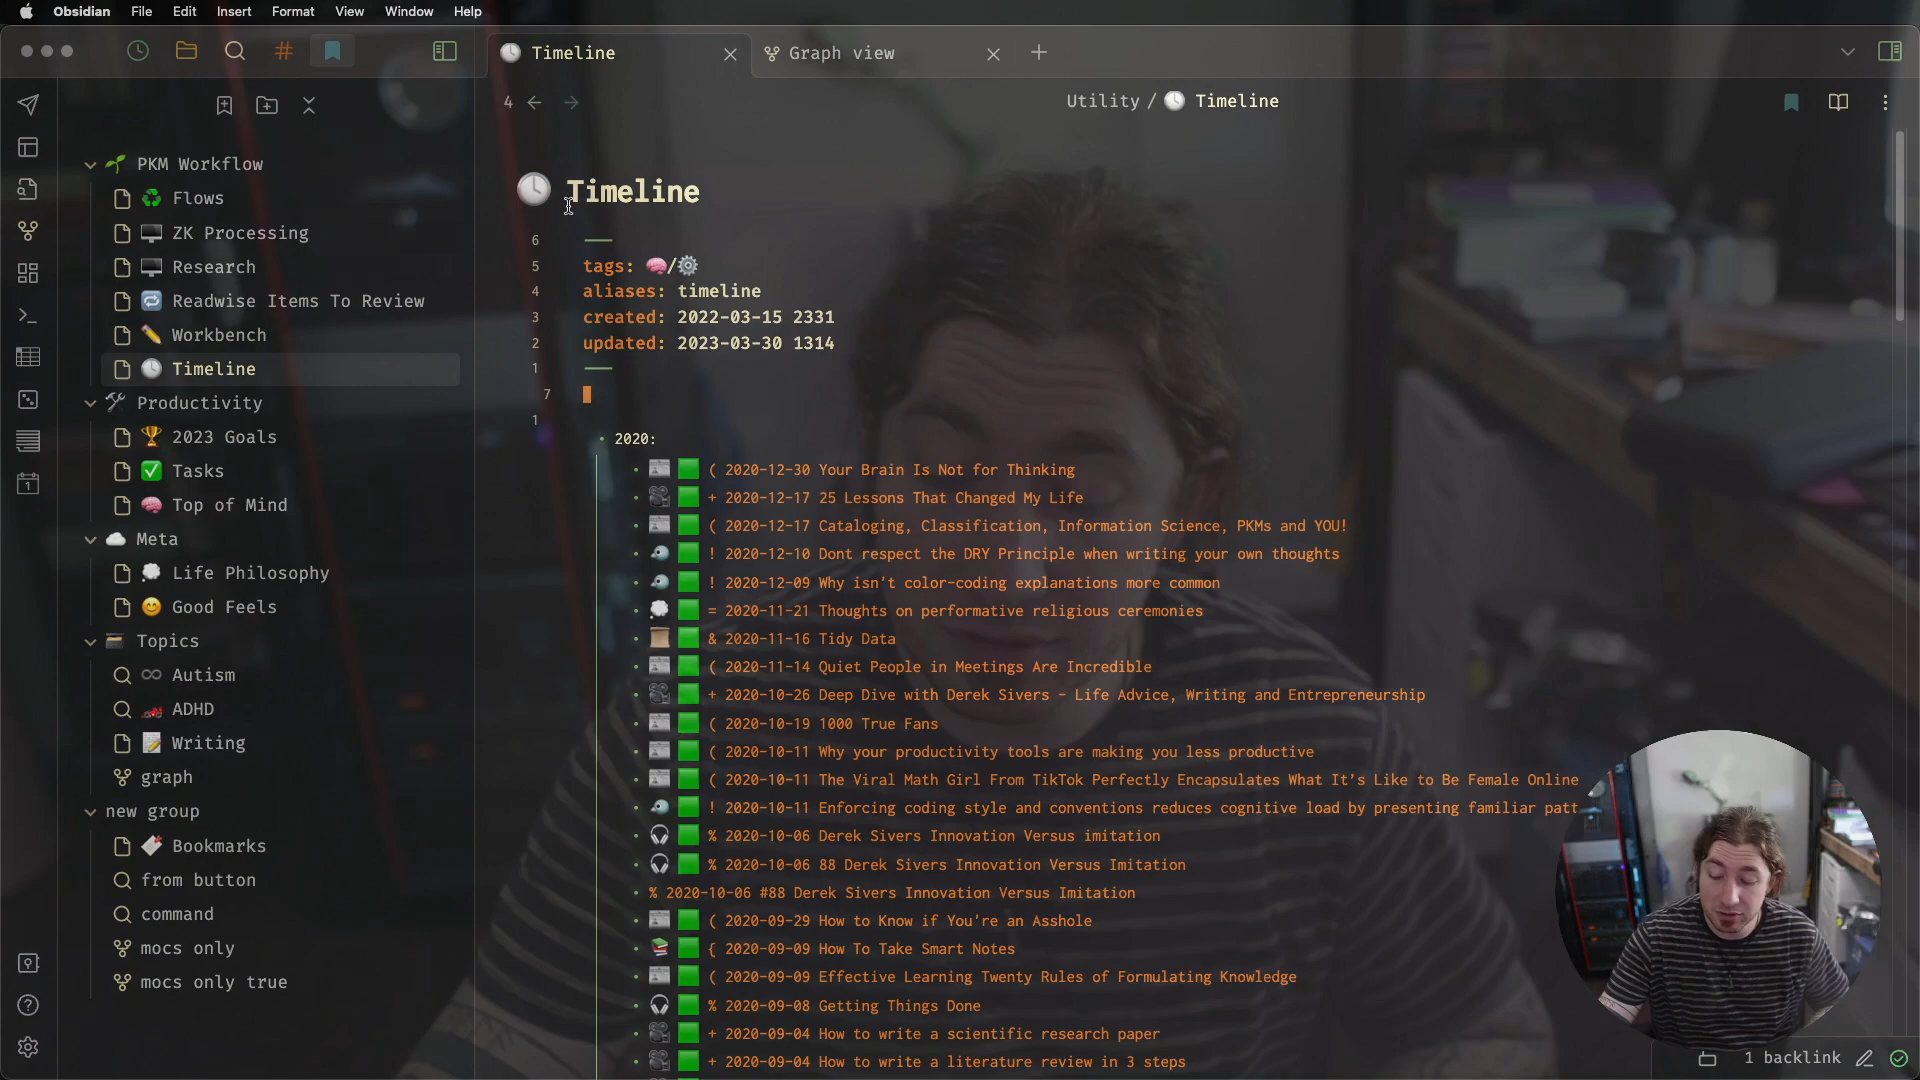 Obsidian File Edit Insert Format View Window Help
Timeline
Graph view
4
Utility / Timeline
PKM Workflow
Flows
ZK Processing
Research
Readwise Items To Review
Workbench
Timeline
Productivity
2023 Goals
Tasks
Top of Mind
Meta
Life Philosophy
Good Feels
Topics
Autism
ADHD
Writing
graph
new group
Bookmarks
from button
command
mocs only
mocs only true
Timeline
6
5 tags: /
4 aliases: timeline
3 created: 2022-03-15 2331
2 updated: 2023-03-30 1314
1
7
1
• 2020:
• ( 2020-12-30 Your Brain Is Not for Thinking
• + 2020-12-17 25 Lessons That Changed My Life
• ( 2020-12-17 Cataloging, Classification, Information Science, PKMs and YOU!
• ! 2020-12-10 Dont respect the DRY Principle when writing your own thoughts
• ! 2020-12-09 Why isn't color-coding explanations more common
• = 2020-11-21 Thoughts on performative religious ceremonies
• & 2020-11-16 Tidy Data
• ( 2020-11-14 Quiet People in Meetings Are Incredible
• + 2020-10-26 Deep Dive with Derek Sivers - Life Advice, Writing and Entrepreneurship
• ( 2020-10-19 1000 True Fans
• ( 2020-10-11 Why your productivity tools are making you less productive
• ( 2020-10-11 The Viral Math Girl From TikTok Perfectly Encapsulates What It’s Like to Be Female Online
• ! 2020-10-11 Enforcing coding style and conventions reduces cognitive load by presenting familiar patt
• % 2020-10-06 Derek Sivers Innovation Versus imitation
• % 2020-10-06 88 Derek Sivers Innovation Versus Imitation
• % 2020-10-06 #88 Derek Sivers Innovation Versus Imitation
• ( 2020-09-29 How to Know if You're an Asshole
• { 2020-09-09 How To Take Smart Notes
• ( 2020-09-09 Effective Learning Twenty Rules of Formulating Knowledge
• % 2020-09-08 Getting Things Done
• + 2020-09-04 How to write a scientific research paper
• + 2020-09-04 How to write a literature review in 3 steps
1 backlink